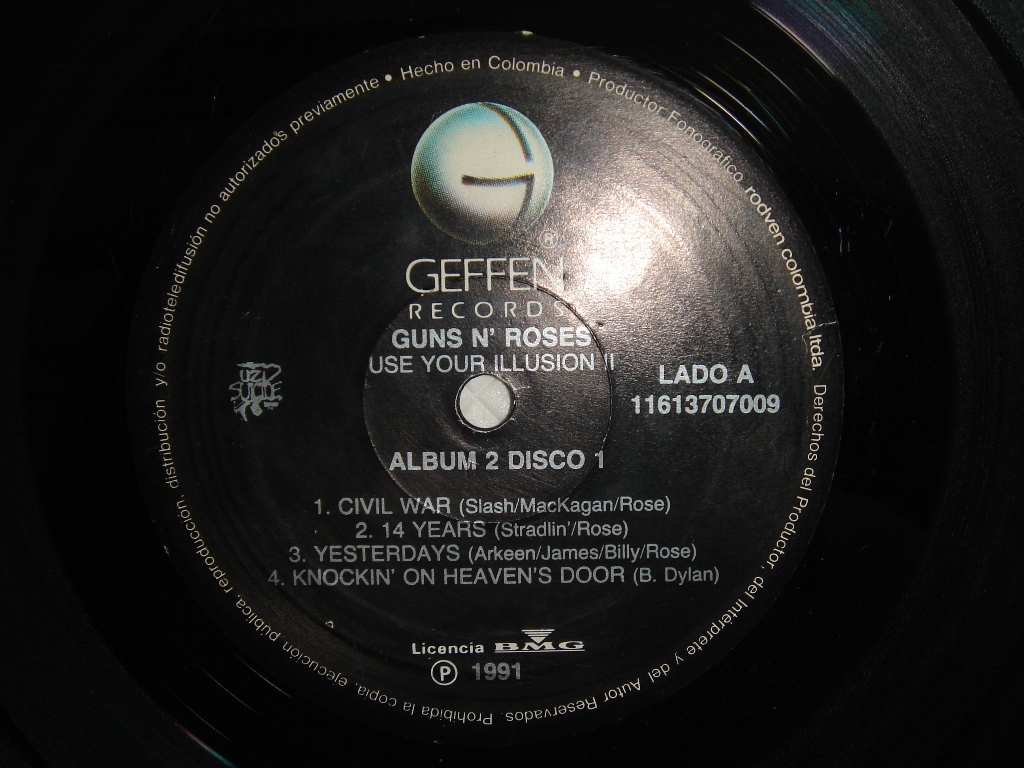 Hecho en Colombia • Productor Fonográfico rodven colombia ltda. Derechos del Productor, del Interprete y del Autor Reservados. Prohibida la copia, ejecución pública, reproducción, distribución y/o radioteledifusión no autorizados previamente •
®
GEFFEN
RECORDS
GUNS N' ROSES
USE YOUR ILLUSION II
LADO A
11613707009
ALBUM 2 DISCO 1
1. CIVIL WAR (Slash/MacKagan/Rose)
2. 14 YEARS (Stradlin'/Rose)
3. YESTERDAYS (Arkeen/James/Billy/Rose)
4. KNOCKIN' ON HEAVEN'S DOOR (B. Dylan)
Licencia BMG
℗ 1991